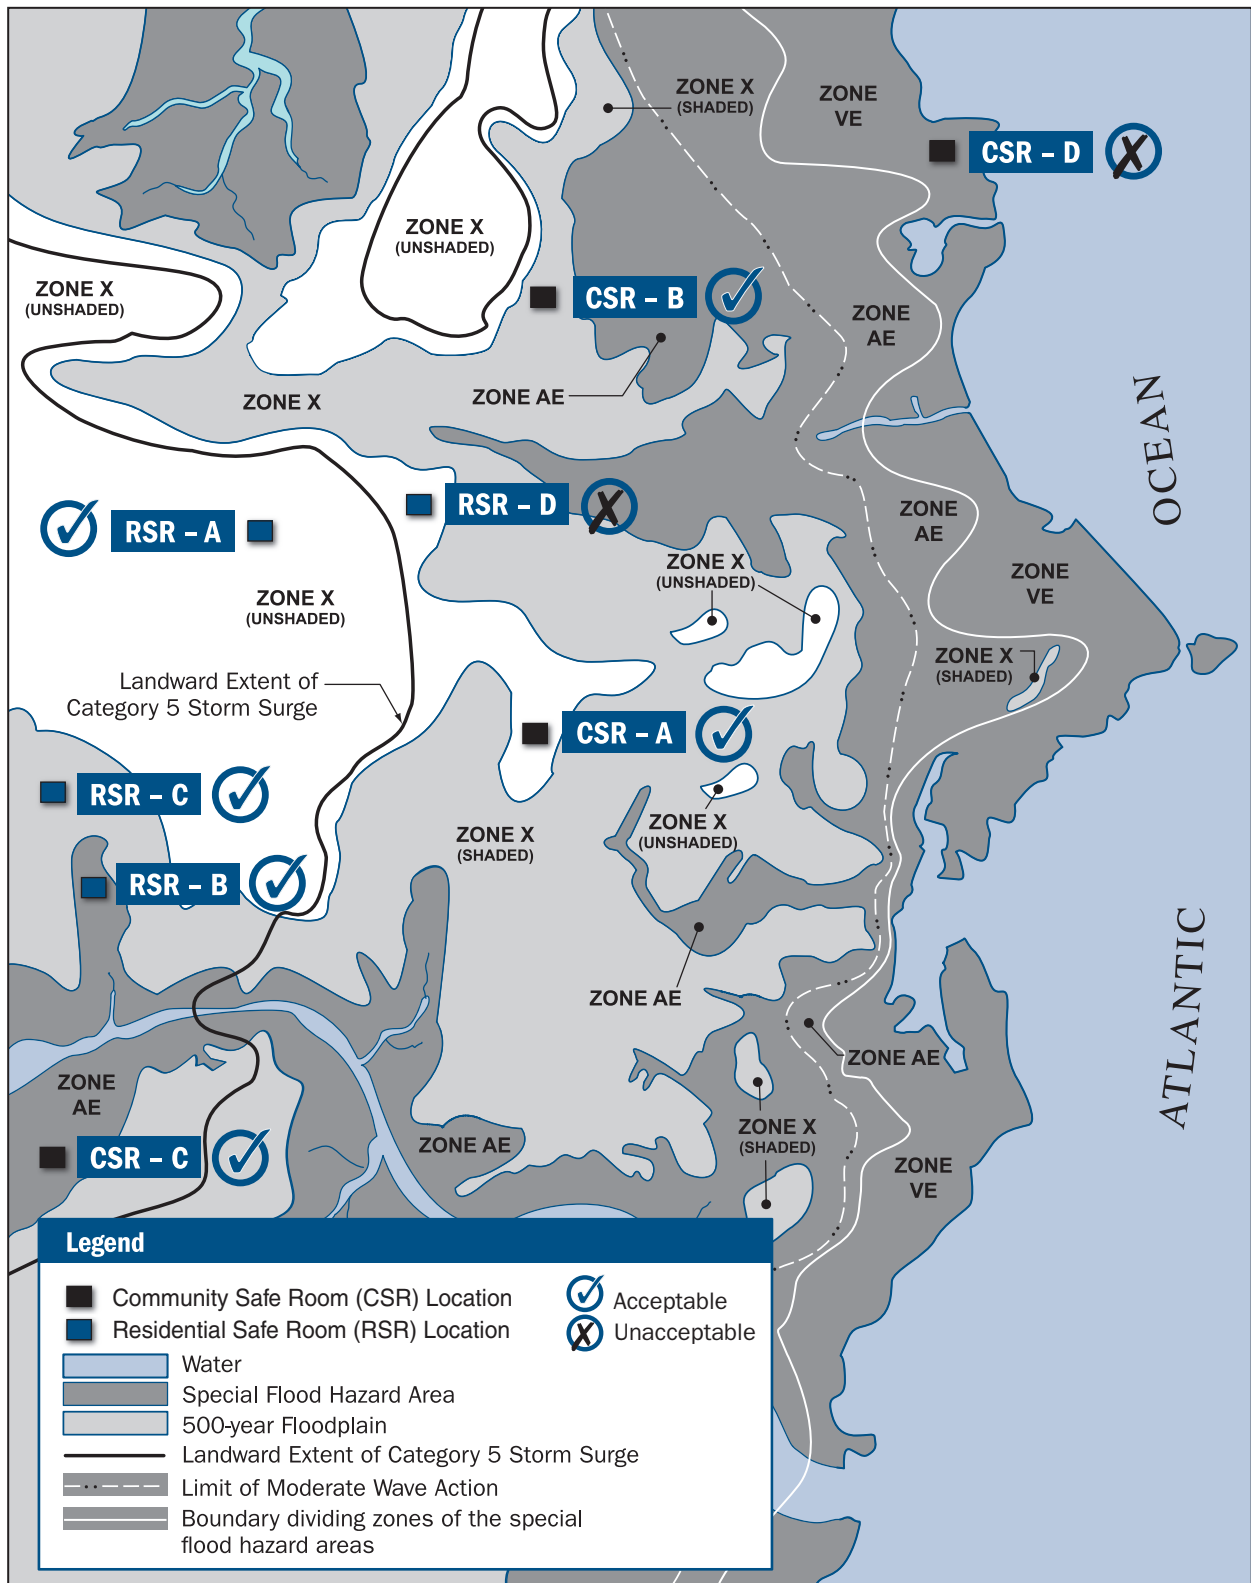 ZONE X
(SHADED)
ZONE
VE
CSR – D
ZONE X
(UNSHADED)
ZONE X
(UNSHADED)
CSR – B
ZONE
AE
ZONE AE
ZONE X
OCEAN
RSR – D
RSR – A
ZONE
AE
ZONE X
(UNSHADED)
ZONE
VE
ZONE X
(UNSHADED)
ZONE X
(SHADED)
Landward Extent of
Category 5 Storm Surge
CSR – A
RSR – C
ZONE X
(SHADED)
ZONE X
(UNSHADED)
RSR – B
ATLANTIC
ZONE AE
ZONE AE
ZONE
AE
ZONE X
(SHADED)
CSR – C
ZONE AE
ZONE
VE
Legend
Community Safe Room (CSR) Location
Acceptable
Residential Safe Room (RSR) Location
Unacceptable
Water
Special Flood Hazard Area
500-year Floodplain
Landward Extent of Category 5 Storm Surge
Limit of Moderate Wave Action
Boundary dividing zones of the special
flood hazard areas